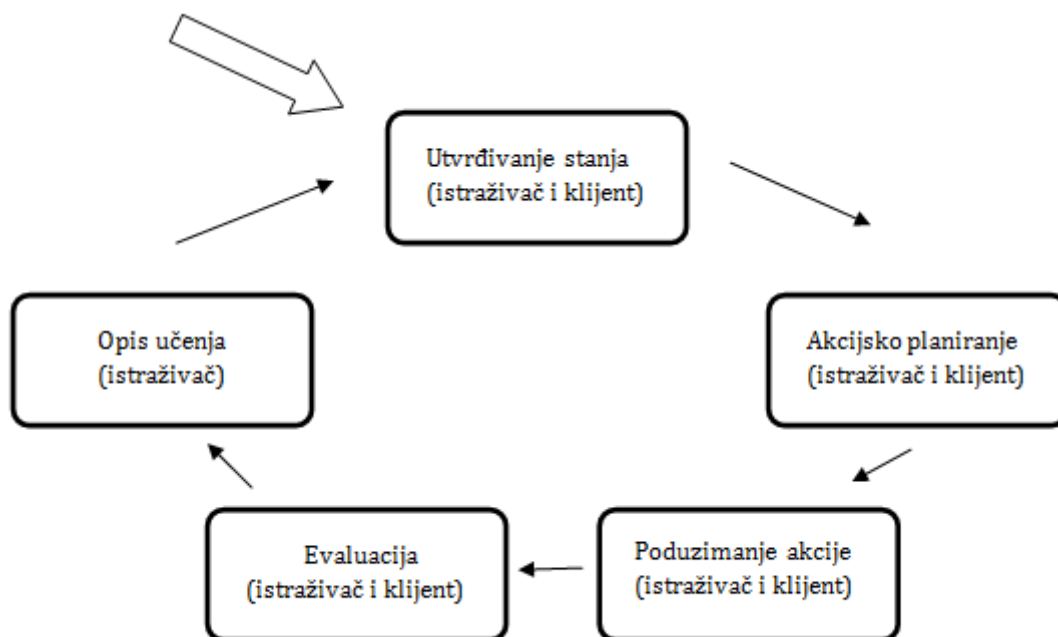 Utvrđivanje stanja
(istraživač i klijent)
Akcijsko planiranje
(istraživač i klijent)
Poduzimanje akcije
(istraživač i klijent)
Evaluacija
(istraživač i klijent)
Opis učenja
(istraživač)